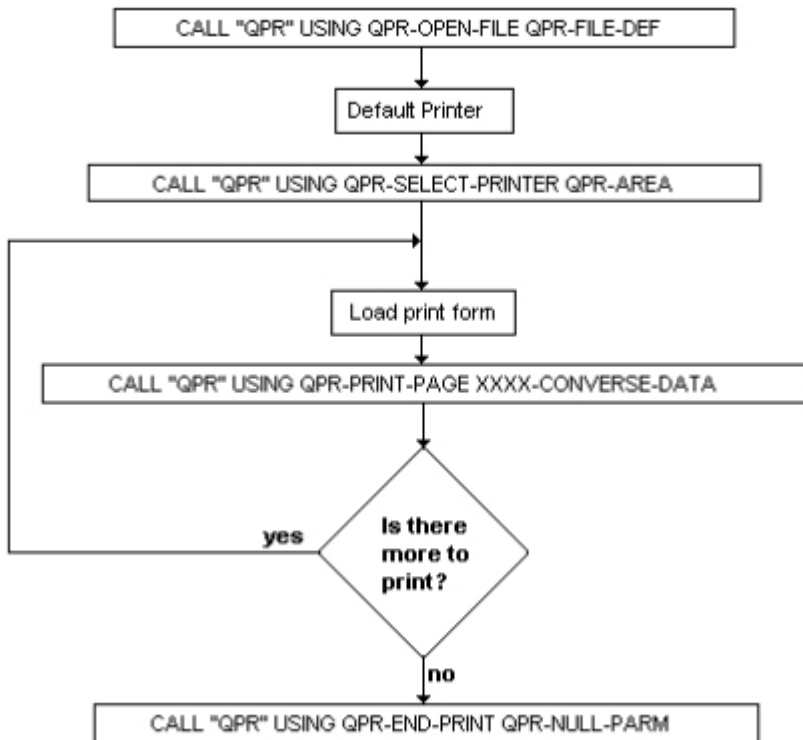 CALL "QPR" USING QPR-OPEN-FILE QPR-FILE-DEF
Default Printer
CALL "QPR" USING QPR-SELECT-PRINTER QPR-AREA
Load print form
CALL "QPR" USING QPR-PRINT-PAGE XXXX-CONVERSE-DATA
Is there
more to
print?
yes
no
CALL "QPR" USING QPR-END-PRINT QPR-NULL-PARM